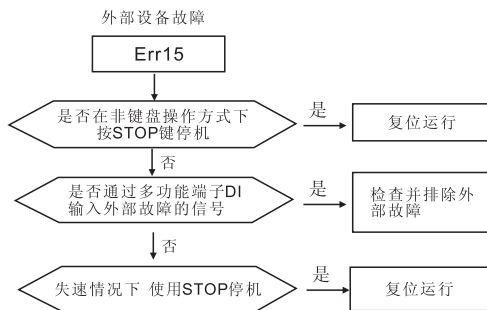 外部设备故障
Err15
是否在非键盘操作方式下
按STOP键停机
是
复位运行
否
是否通过多功能端子DI
输入外部故障的信号
是
检查并排除外
部故障
否
失速情况下 使用STOP停机
是
复位运行